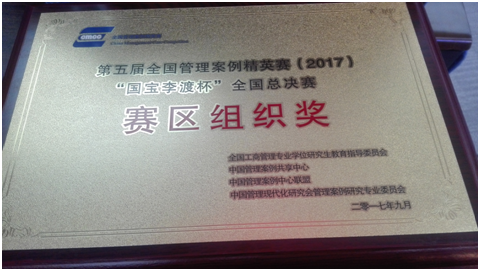 cmcc
第五届全国管理案例精英赛（2017）
“国宝李渡杯”全国总决赛
赛区组织奖
全国工商管理专业学位研究生教育指导委员会
中国管理案例共享中心
中国管理案例中心联盟
中国管理现代化研究会管理案例研究专业委员会
二零一七年九月